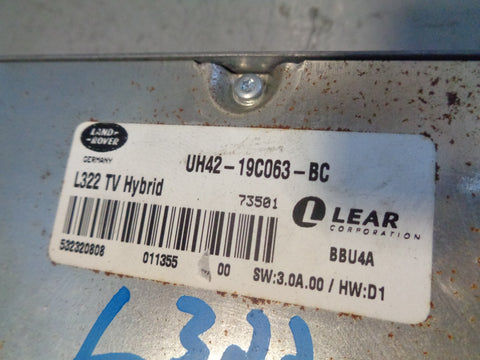 LAND-
ROVER
GERMANY
UH42-19C063-BC
L322 TV Hybrid
73501
LEAR
CORPORATION
BBU4A
532320808
011355
00
SW:3.0A.00 / HW:D1
L322